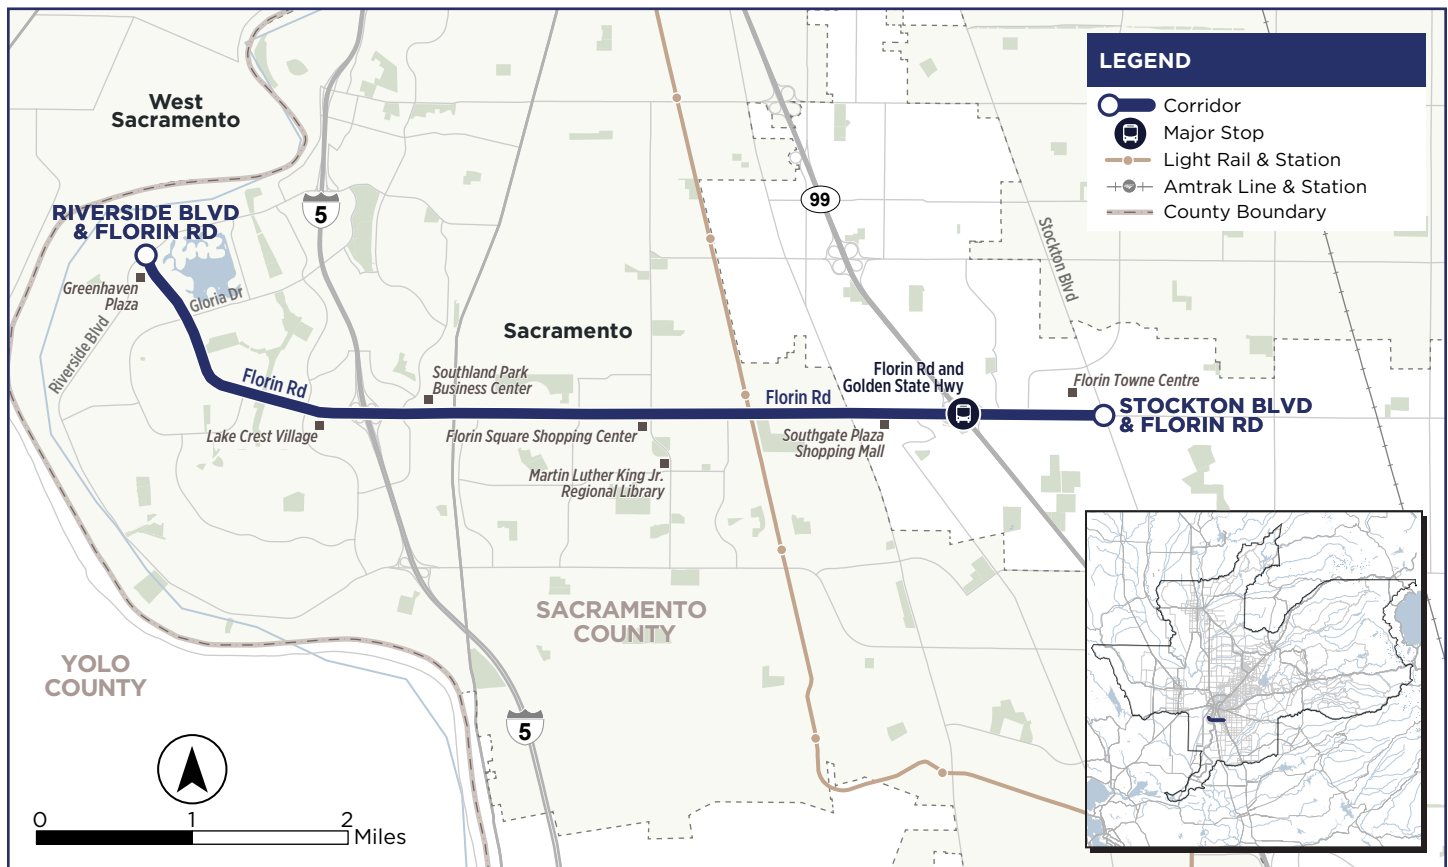 LEGEND
Corridor
Major Stop
Light Rail & Station
Amtrak Line & Station
County Boundary
West
Sacramento
RIVERSIDE BLVD
& FLORIN RD
5
99
Stockton Blvd
Greenhaven
Plaza
Gloria Dr
Riverside Blvd
Sacramento
Florin Rd
Southland Park
Business Center
Florin Rd and
Golden State Hwy
Florin Rd
Florin Towne Centre
STOCKTON BLVD
& FLORIN RD
Lake Crest Village
Florin Square Shopping Center
Southgate Plaza
Shopping Mall
Martin Luther King Jr.
Regional Library
SACRAMENTO
COUNTY
YOLO
COUNTY
5
0 1 2
Miles